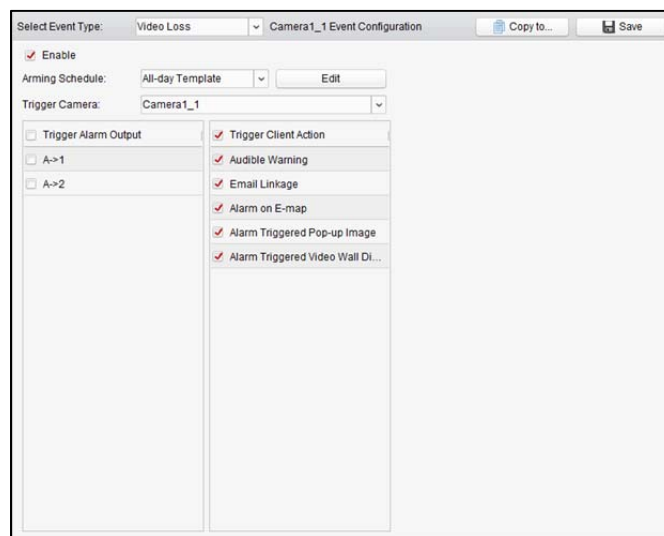 Select Event Type: Video Loss Camera1_1 Event Configuration Copy to... Save
Enable
Arming Schedule: All-day Template Edit
Trigger Camera: Camera1_1
Trigger Alarm Output Trigger Client Action
A->1 Audible Warning
A->2 Email Linkage
Alarm on E-map
Alarm Triggered Pop-up Image
Alarm Triggered Video Wall Di...